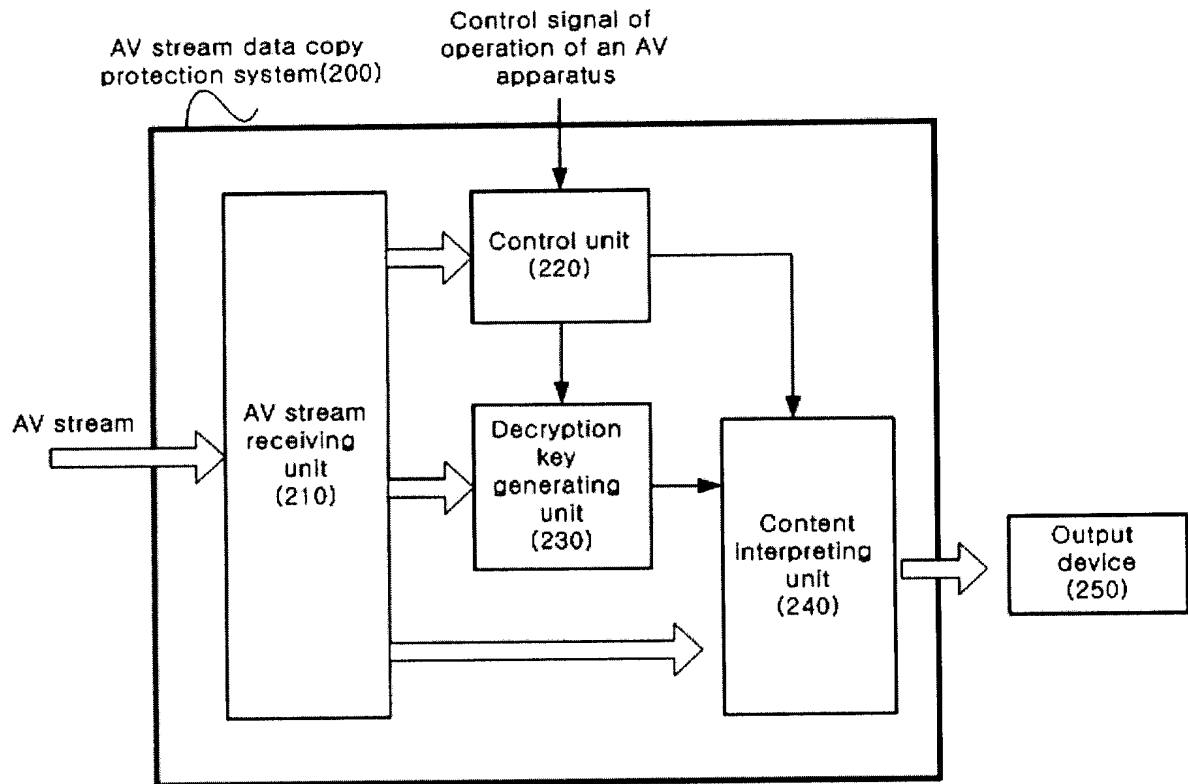 AV stream data copy
protection system(200)
Control signal of
operation of an AV
apparatus
Control unit
(220)
AV stream
AV stream
receiving
unit
(210)
Decryption
key
generating
unit
(230)
Content
interpreting
unit
(240)
Output
device
(250)